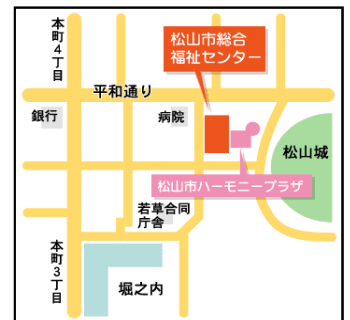 本町4丁目
松山市総合
福祉センター
平和通り
銀行
病院
松山城
松山市ハーモニープラザ
若草合同
庁舎
本町3丁目
堀之内